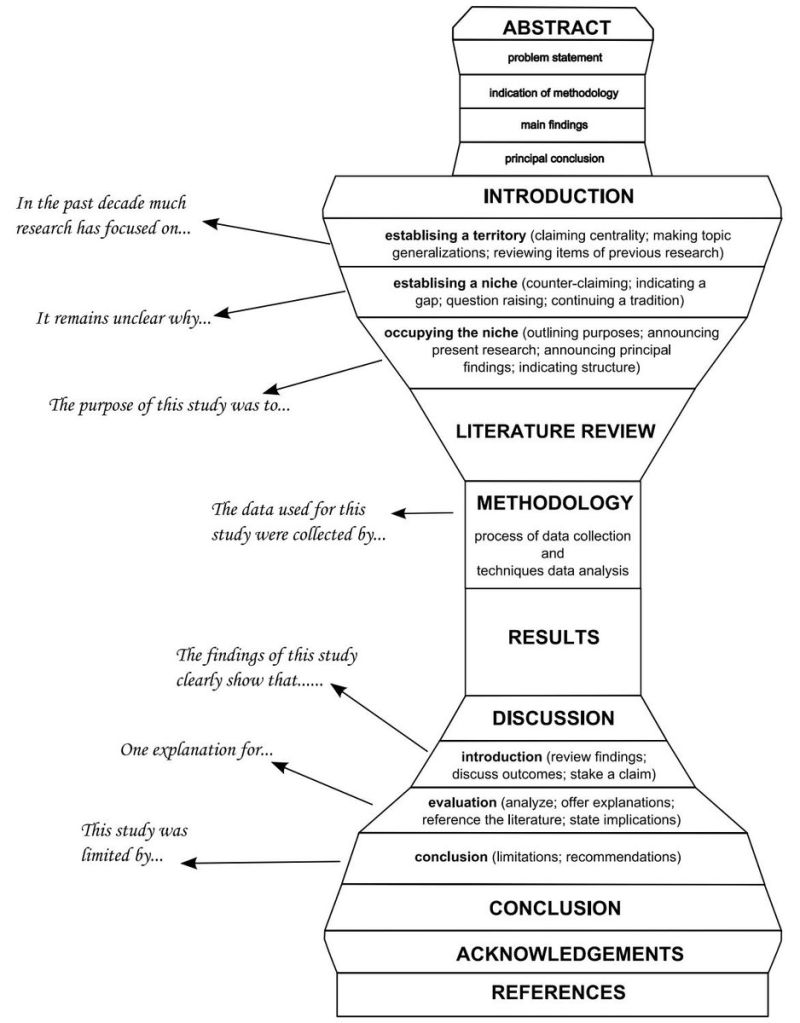 ABSTRACT
problem statement
indication of methodology
main findings
principal conclusion
INTRODUCTION
In the past decade much
research has focused on...
establising a territory (claiming centrality; making topic
generalizations; reviewing items of previous research)
establising a niche (counter-claiming; indicating a
gap; question raising; continuing a tradition)
It remains unclear why...
occupying the niche (outlining purposes; announcing
present research; announcing principal
findings; indicating structure)
The purpose of this study was to...
LITERATURE REVIEW
METHODOLOGY
The data used for this
study were collected by...
process of data collection
and
techniques data analysis
RESULTS
The findings of this study
clearly show that......
DISCUSSION
introduction (review findings;
discuss outcomes; stake a claim)
One explanation for...
evaluation (analyze; offer explanations;
reference the literature; state implications)
This study was
limited by...
conclusion (limitations; recommendations)
CONCLUSION
ACKNOWLEDGEMENTS
REFERENCES